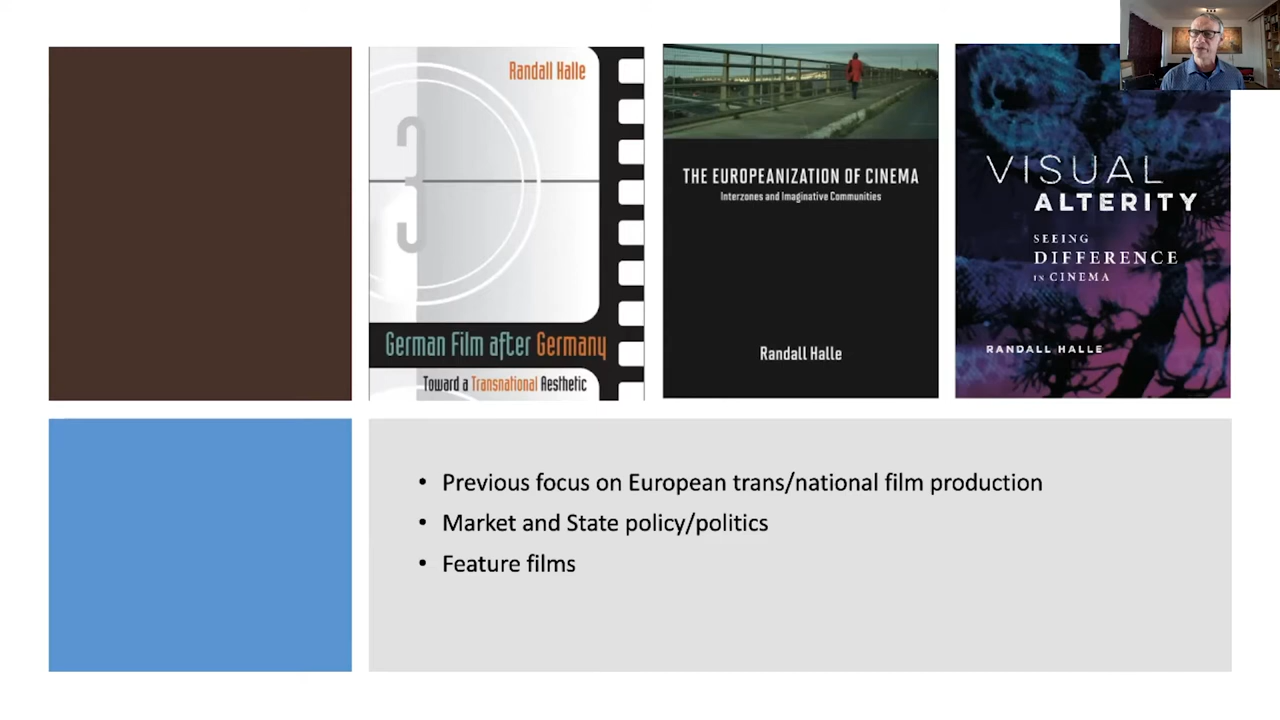 Randall Halle
3
German Film after Germany
Toward a Transnational Aesthetic
THE EUROPEANIZATION OF CINEMA
Interzones and Imaginative Communities
Randall Halle
VISUAL
ALTERITY
SEEING
DIFFERENCE
IN CINEMA
RANDALL HALLE
• Previous focus on European trans/national film production
• Market and State policy/politics
• Feature films